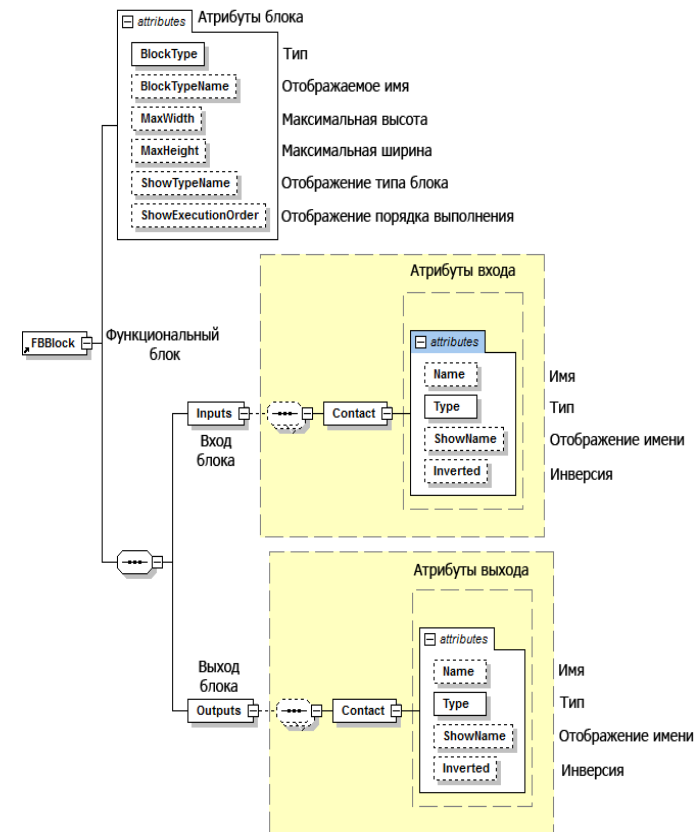 attributes Атрибуты блока
BlockType Тип
BlockTypeName Отображаемое имя
MaxWidth Максимальная высота
MaxHeight Максимальная ширина
ShowTypeName Отображение типа блока
ShowExecutionOrder Отображение порядка выполнения
FBBlock
Функциональный
блок
Атрибуты входа
Inputs
Вход
блока
Contact
attributes
Name Имя
Type Тип
ShowName Отображение имени
Inverted Инверсия
Атрибуты выхода
Выход
блока
Outputs
Contact
attributes
Name Имя
Type Тип
ShowName Отображение имени
Inverted Инверсия